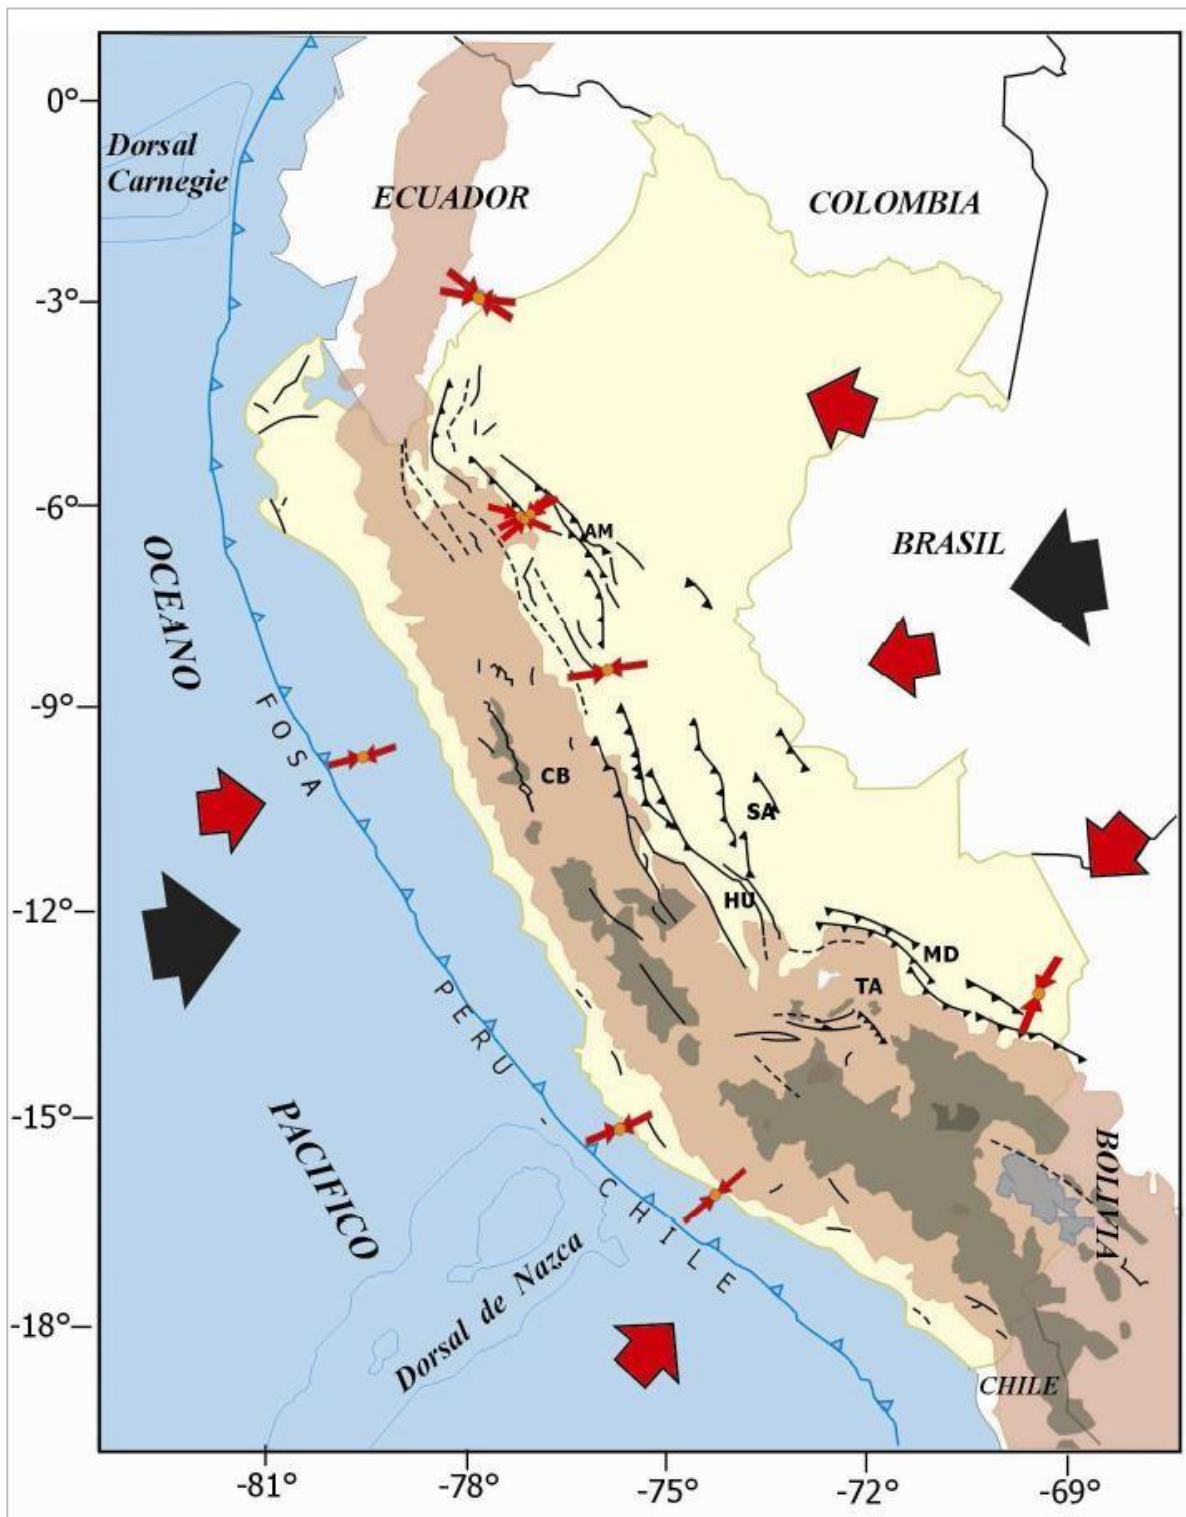 0°
Dorsal
Carnegie
ECUADOR
COLOMBIA
-3°
-6°
AM
BRASIL
OCEANO
-9°
FOSA
CB
SA
HU
-12°
MD
TA
PERU
-15°
BOLIVIA
PACIFICO
CHILE
Dorsal de Nazca
-18°
CHILE
-81°
-78°
-75°
-72°
-69°